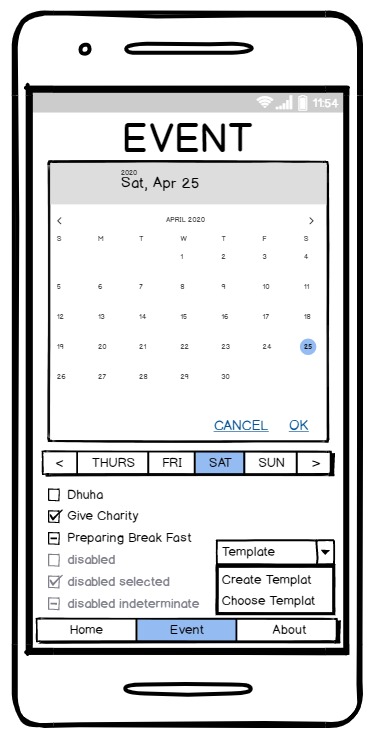 11:54
EVENT
2020
Sat, Apr 25
< APRIL 2020 >
S M T W T F S
1 2 3 4
5 6 7 8 9 10 11
12 13 14 15 16 17 18
19 20 21 22 23 24 25
26 27 28 29 30
CANCEL OK
< THURS FRI SAT SUN >
Dhuha
Give Charity
Preparing Break Fast
disabled
disabled selected
disabled indeterminate
Template
Create Templat
Choose Templat
Home Event About